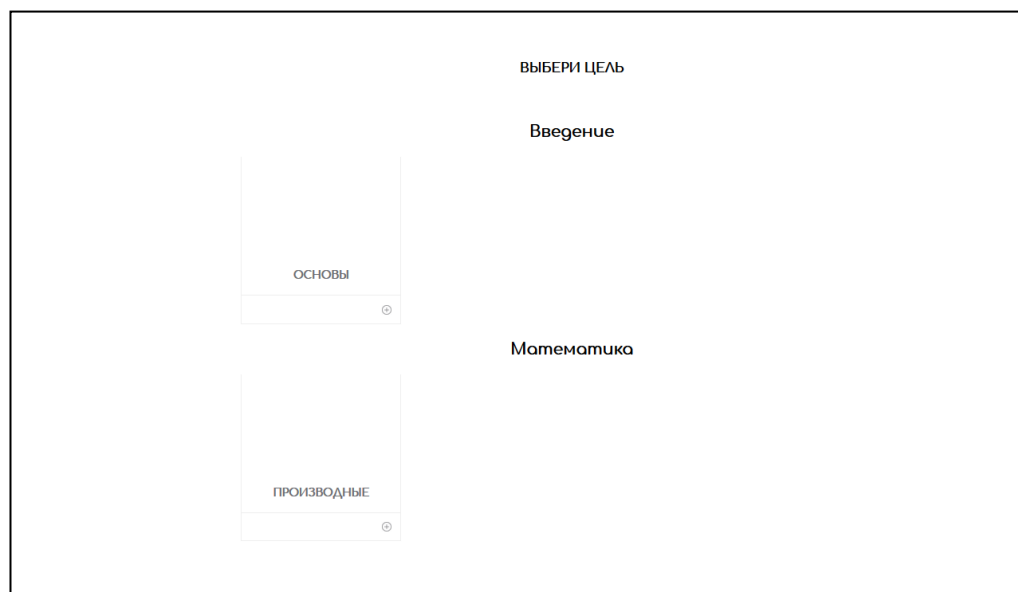 ВЫБЕРИ ЦЕЛЬ
Введение
ОСНОВЫ
Математика
ПРОИЗВОДНЫЕ